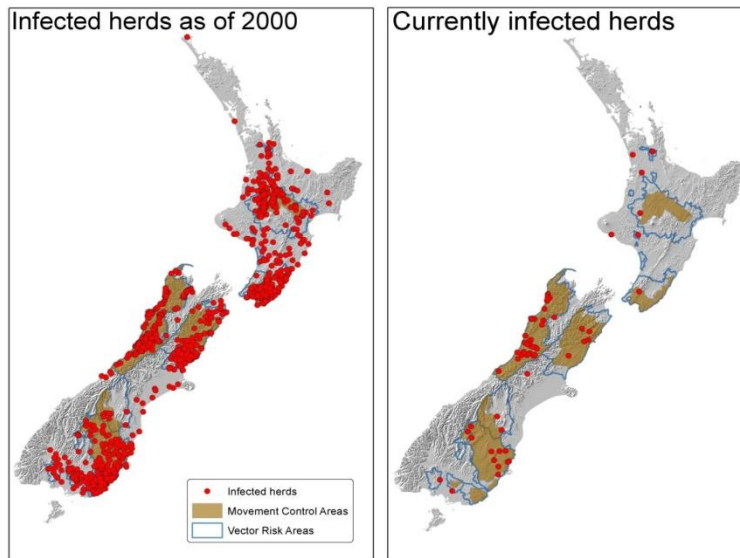 Infected herds as of 2000
Currently infected herds
Infected herds
Movement Control Areas
Vector Risk Areas